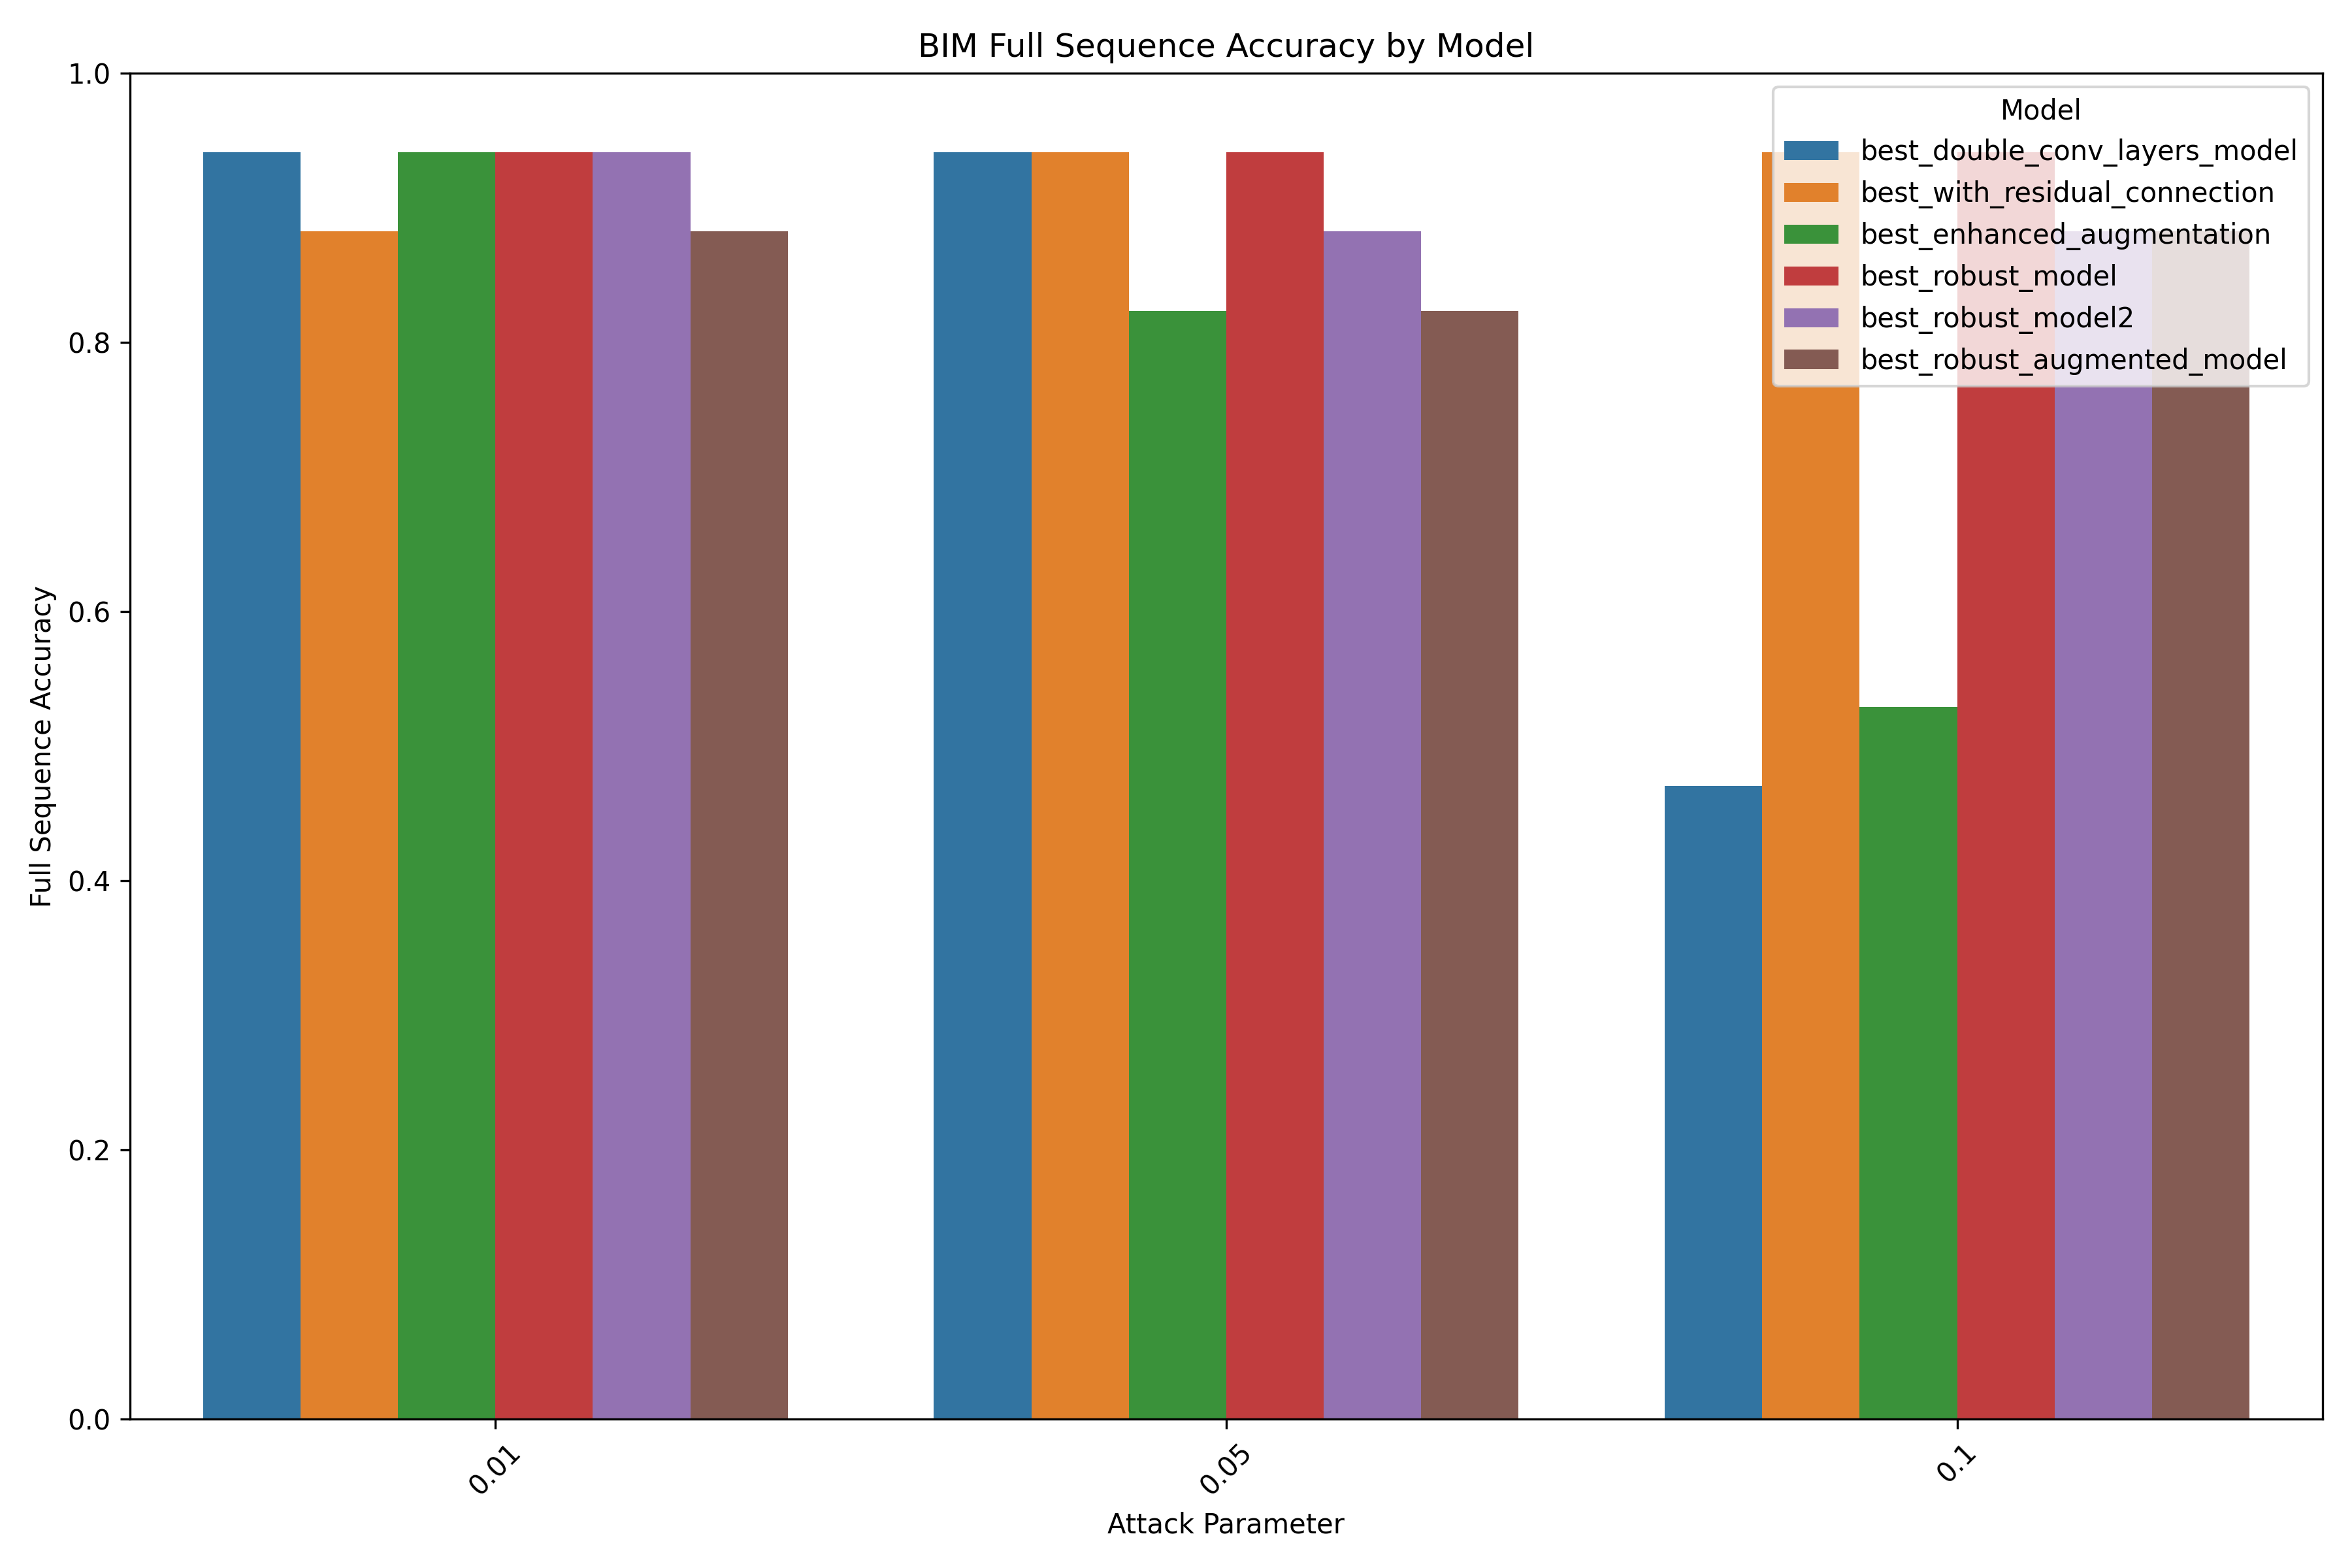 BIM Full Sequence Accuracy by Model
1.0
0.8
0.6
0.4
0.2
0.0
Full Sequence Accuracy
Model
best_double_conv_layers_model
best_with_residual_connection
best_enhanced_augmentation
best_robust_model
best_robust_model2
best_robust_augmented_model
0.01
0.05
0.1
Attack Parameter